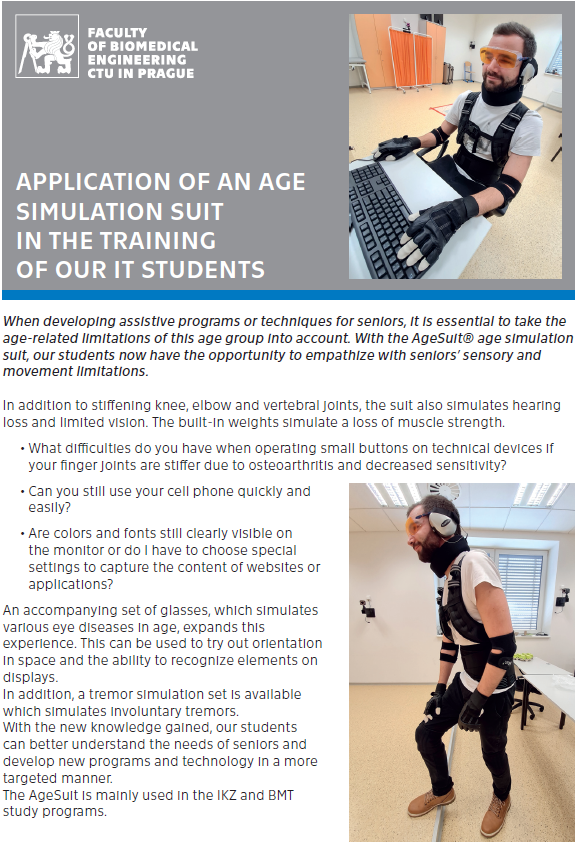 FACULTY
OF BIOMEDICAL
ENGINEERING
CTU IN PRAGUE
APPLICATION OF AN AGE
SIMULATION SUIT
IN THE TRAINING
OF OUR IT STUDENTS
When developing assistive programs or techniques for seniors, it is essential to take the
age-related limitations of this age group into account. With the AgeSuit® age simulation
suit, our students now have the opportunity to empathize with seniors' sensory and
movement limitations.
In addition to stiffening knee, elbow and vertebral joints, the suit also simulates hearing
loss and limited vision. The built-in weights simulate a loss of muscle strength.
• What difficulties do you have when operating small buttons on technical devices if
your finger joints are stiffer due to osteoarthritis and decreased sensitivity?
• Can you still use your cell phone quickly and
easily?
• Are colors and fonts still clearly visible on
the monitor or do I have to choose special
settings to capture the content of websites or
applications?
An accompanying set of glasses, which simulates
various eye diseases in age, expands this
experience. This can be used to try out orientation
in space and the ability to recognize elements on
displays.
In addition, a tremor simulation set is available
which simulates involuntary tremors.
With the new knowledge gained, our students
can better understand the needs of seniors and
develop new programs and technology in a more
targeted manner.
The AgeSuit is mainly used in the IKZ and BMT
study programs.